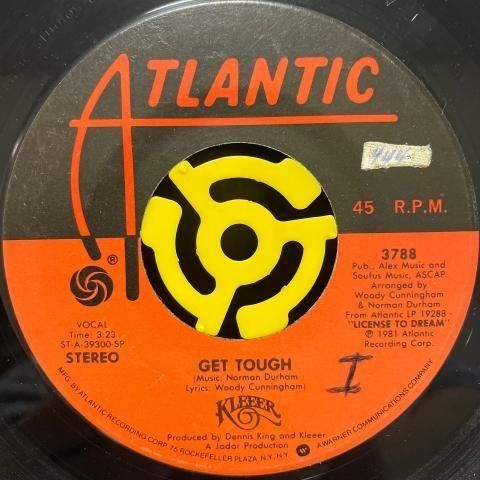 ATLANTIC
®
944
45 R.P.M.
3788
Pub., Alex Music and
Soufus Music, ASCAP
Arranged by
Woody Cunningham
& Norman Durham
From Atlantic LP 19288
"LICENSE TO DREAM"
℗ 1981 Atlantic
Recording Corp.
VOCAL
Time: 3:23
ST-A-39300-SP
STEREO
GET TOUGH
(Music: Norman Durham
Lyrics: Woody Cunningham)
KLEEER
I
Produced by Dennis King and Kleeer
A Jadar Production
MFG. BY ATLANTIC RECORDING CORP. 75 ROCKEFELLER PLAZA N.Y. N.Y. A WARNER COMMUNICATIONS COMPANY